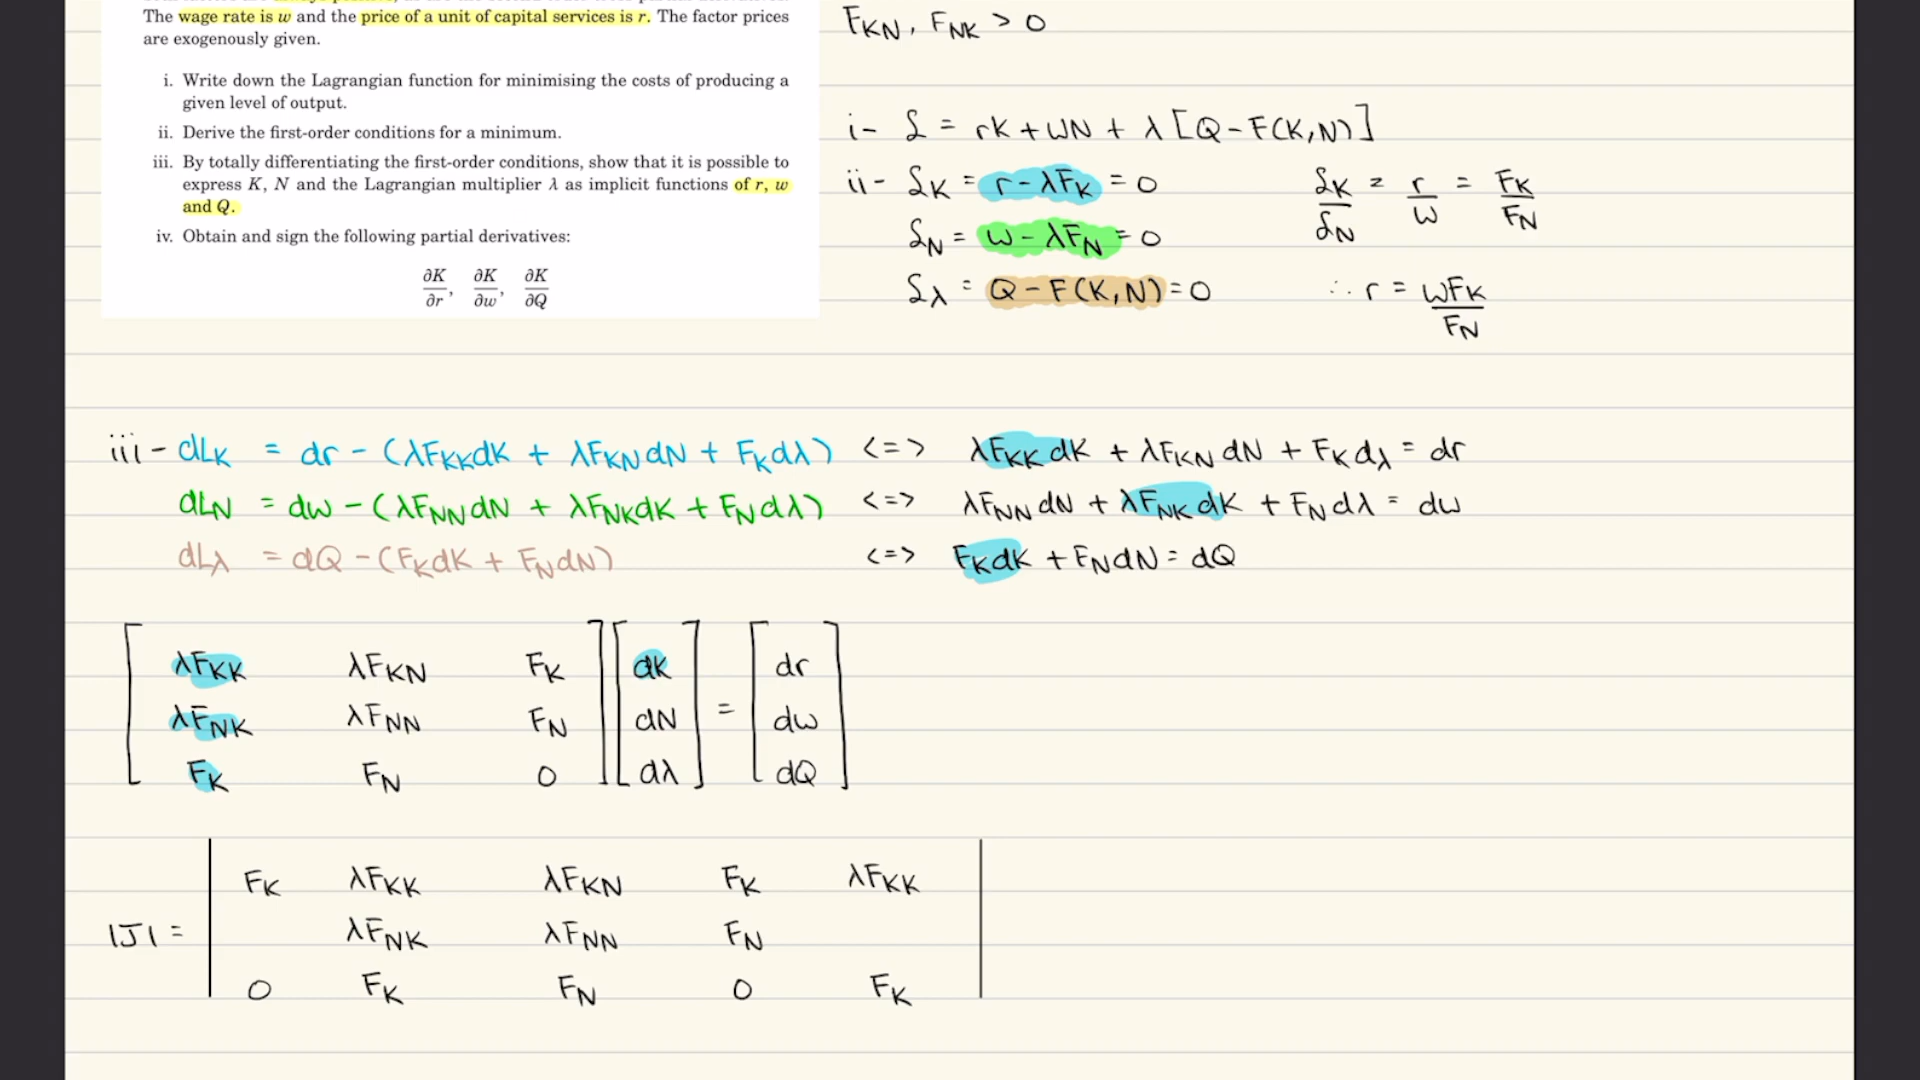 The wage rate is w and the price of a unit of capital services is r. The factor prices
are exogenously given.
i. Write down the Lagrangian function for minimising the costs of producing a
given level of output.
ii. Derive the first-order conditions for a minimum.
iii. By totally differentiating the first-order conditions, show that it is possible to
express K, N and the Lagrangian multiplier λ as implicit functions of r, w
and Q.
iv. Obtain and sign the following partial derivatives:
∂K/∂r, ∂K/∂w, ∂K/∂Q
F_KN, F_NK > 0
i- ℒ = rK + wN + λ[Q - F(K,N)]
ii- ℒ_K = r - λF_K = 0
ℒ_N = w - λF_N = 0
ℒ_λ = Q - F(K,N) = 0
ℒ_K/ℒ_N = r/w = F_K/F_N
∴ r = wF_K/F_N
iii- dL_K = dr - (λF_KK dK + λF_KN dN + F_K dλ) <=> λF_KK dK + λF_KN dN + F_K dλ = dr
dL_N = dw - (λF_NN dN + λF_NK dK + F_N dλ) <=> λF_NN dN + λF_NK dK + F_N dλ = dw
dL_λ = dQ - (F_K dK + F_N dN) <=> F_K dK + F_N dN = dQ
λF_KK λF_KN F_K dK dr
λF_NK λF_NN F_N dN = dw
F_K F_N 0 dλ dQ
F_K λF_KK λF_KN F_K λF_KK
|J| = λF_NK λF_NN F_N
0 F_K F_N 0 F_K